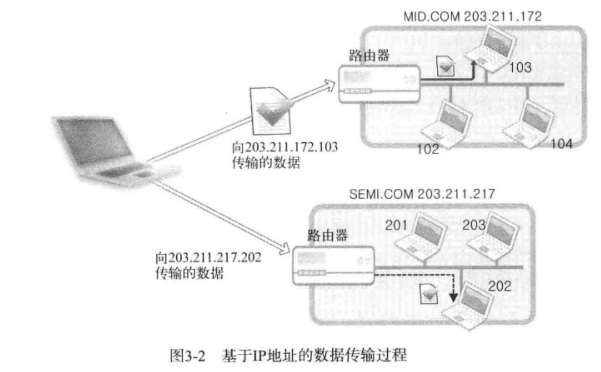 MID.COM 203.211.172
路由器
103
向203.211.172.103
传输的数据
102
104
SEMI.COM 203.211.217
201
203
路由器
向203.211.217.202
传输的数据
202
图3-2 基于IP地址的数据传输过程